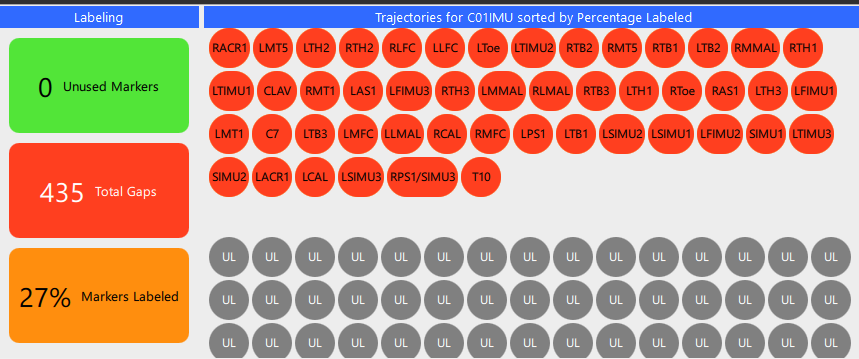 Labeling
Trajectories for C01IMU sorted by Percentage Labeled
0 Unused Markers
435 Total Gaps
27% Markers Labeled
RACR1 LMT5 LTH2 RTH2 RLFC LLFC LToe LTIMU2 RTB2 RMT5 RTB1 LTB2 RMMAL RTH1
LTIMU1 CLAV RMT1 LAS1 LFIMU3 RTH3 LMMAL RLMAL RTB3 LTH1 RToe RAS1 LTH3 LFIMU1
LMT1 C7 LTB3 LMFC LLMAL RCAL RMFC LPS1 LTB1 LSIMU2 LSIMU1 LFIMU2 SIMU1 LTIMU3
SIMU2 LACR1 LCAL LSIMU3 RPS1/SIMU3 T10
UL UL UL UL UL UL UL UL UL UL UL UL UL UL UL
UL UL UL UL UL UL UL UL UL UL UL UL UL UL UL
UL UL UL UL UL UL UL UL UL UL UL UL UL UL UL